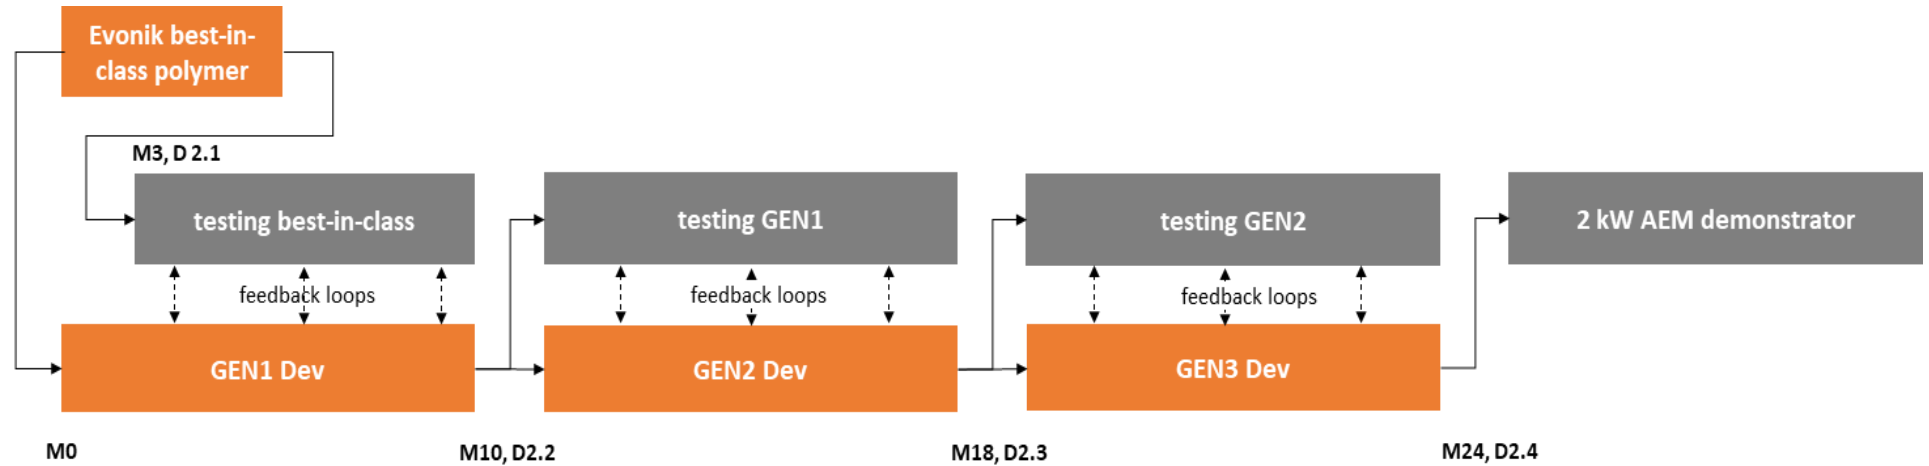 Evonik best-in-
class polymer
M3, D 2.1
testing best-in-class
testing GEN1
testing GEN2
2 kW AEM demonstrator
feedback loops
feedback loops
feedback loops
GEN1 Dev
GEN2 Dev
GEN3 Dev
M0
M10, D2.2
M18, D2.3
M24, D2.4